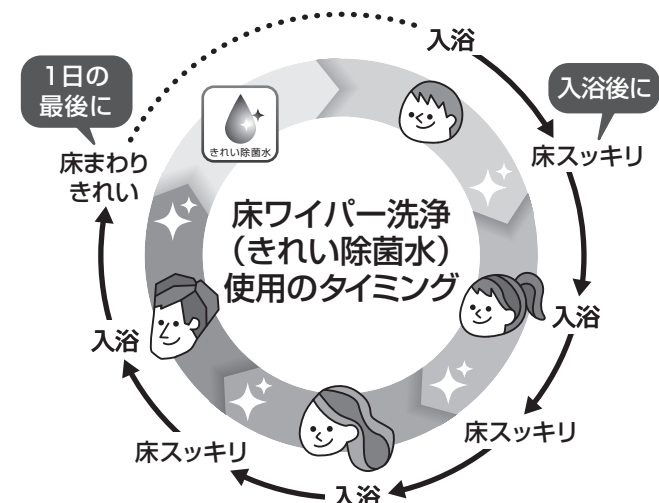 入浴
入浴後に
床スッキリ
入浴
床スッキリ
入浴
床スッキリ
入浴
1日の
最後に
床まわり
きれい
きれい除菌水
床ワイパー洗浄
（きれい除菌水）
使用のタイミング